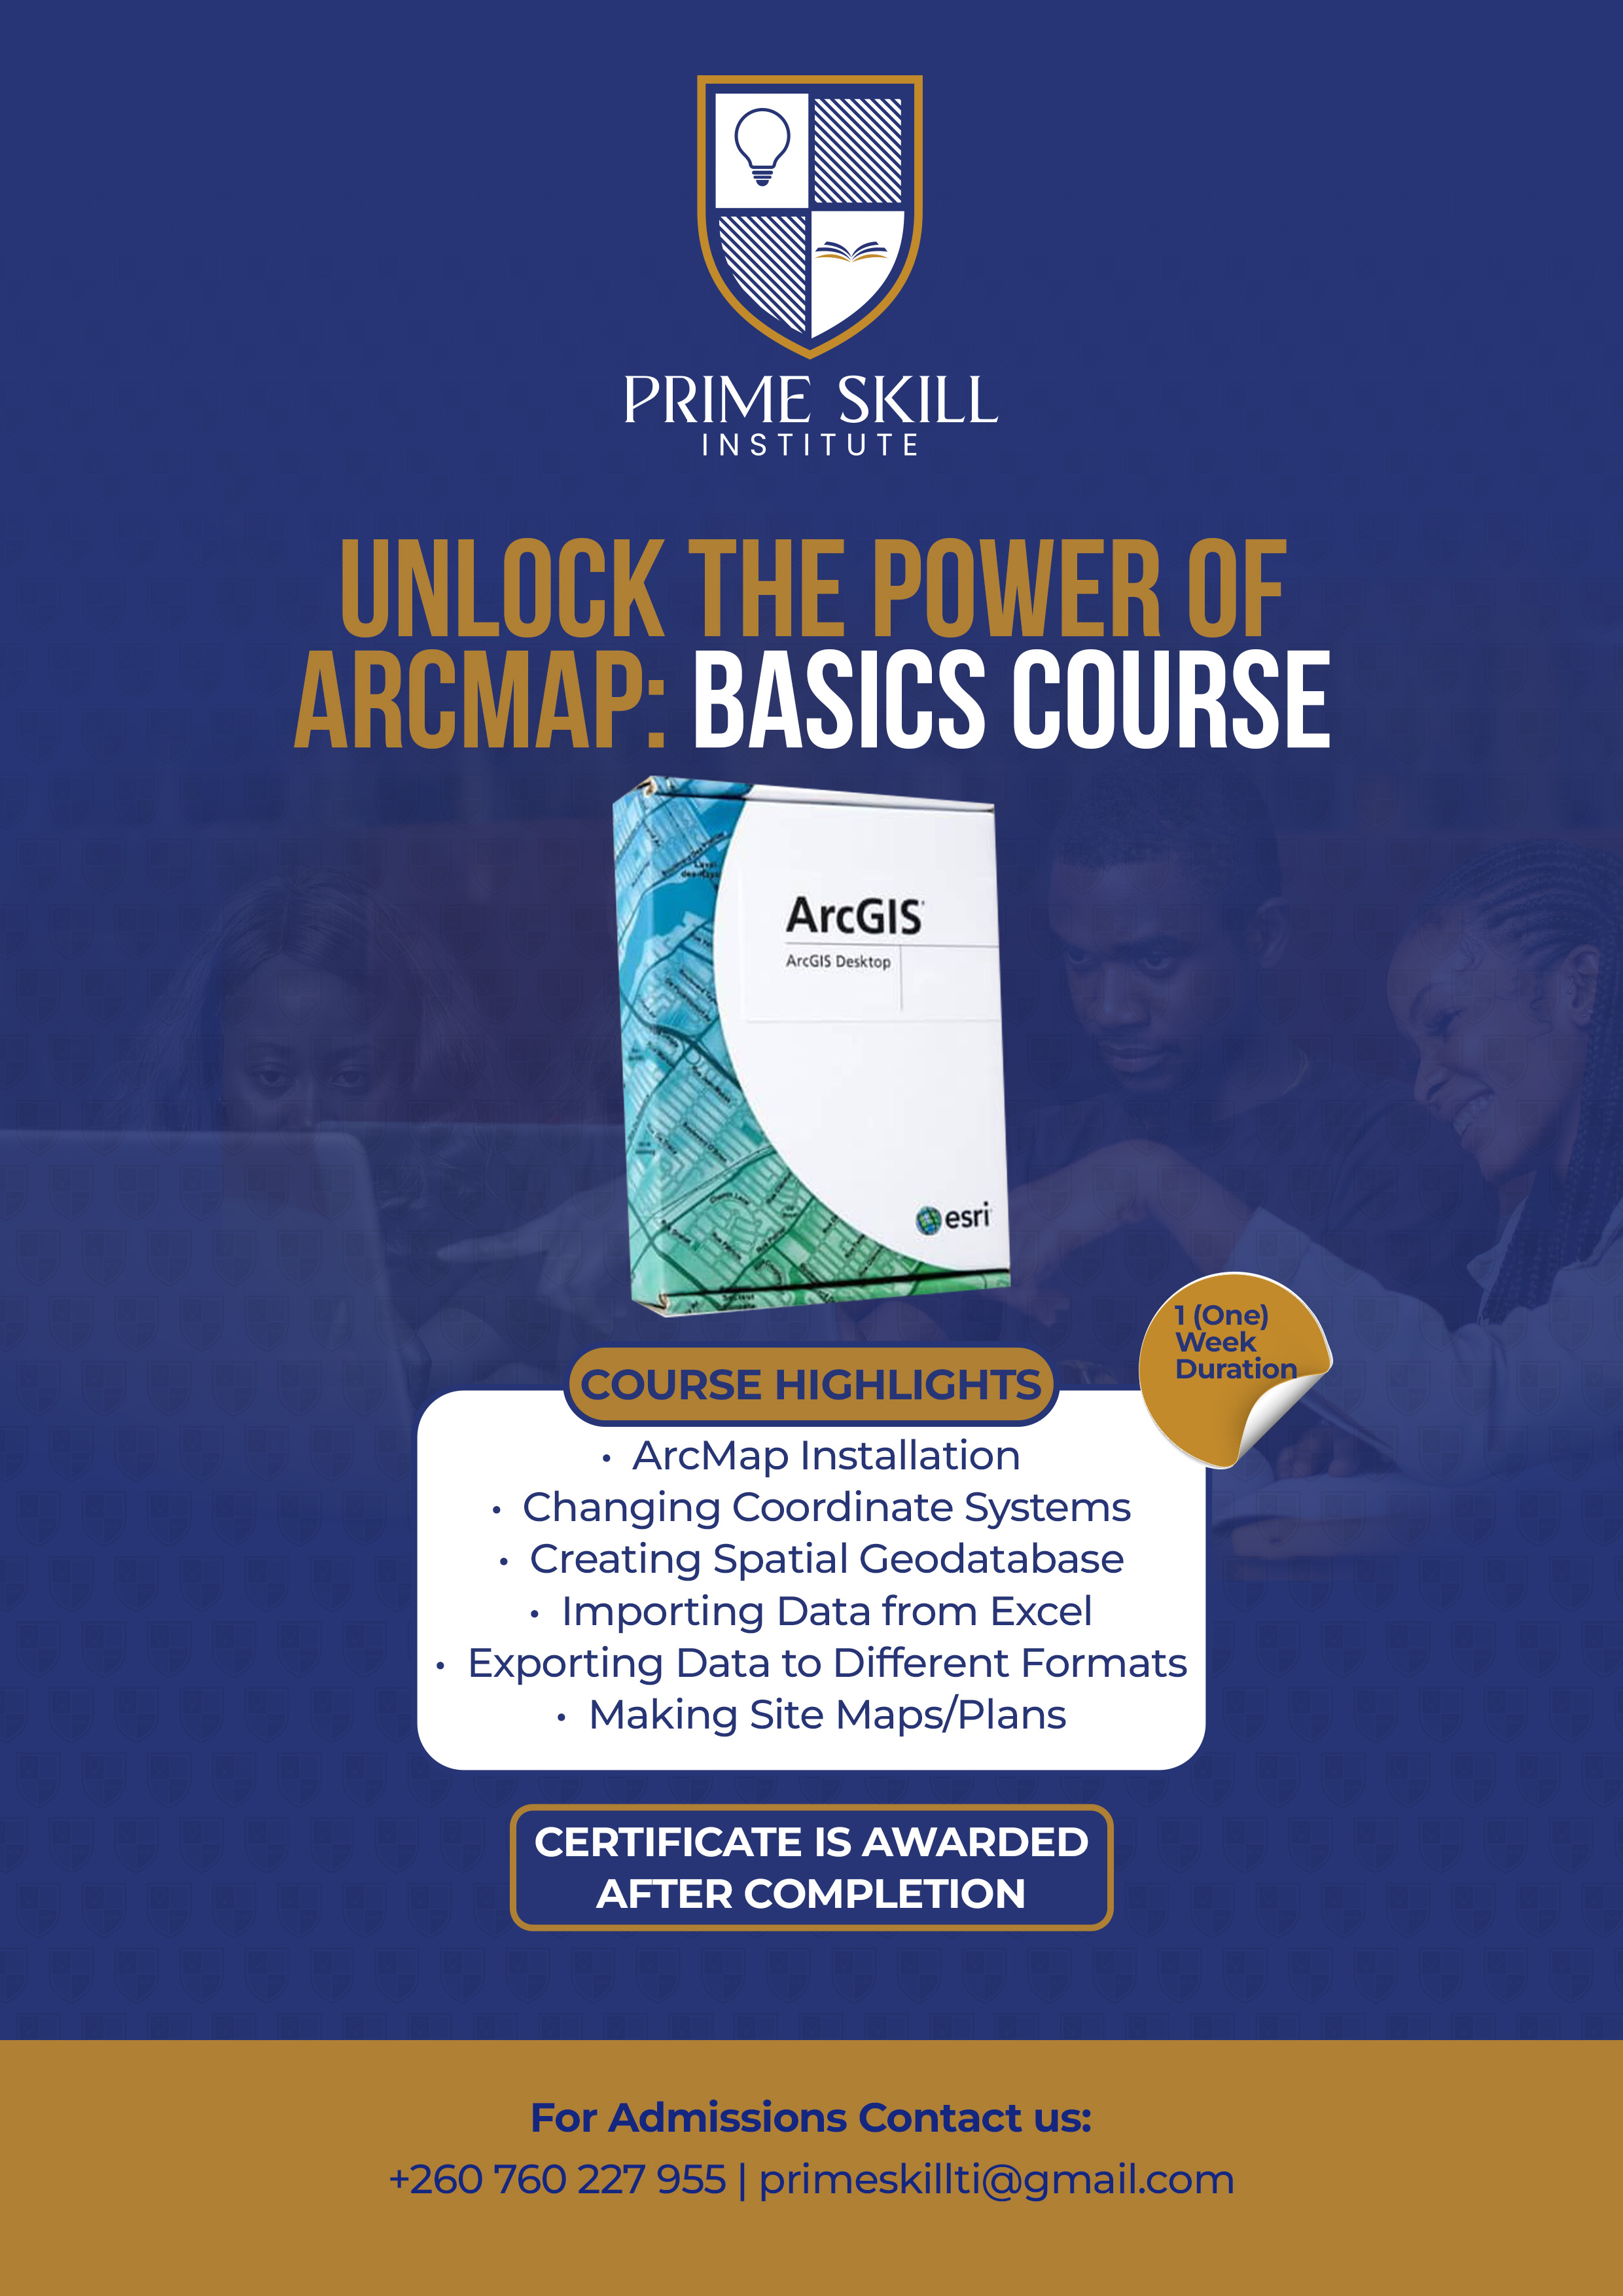 PRIME SKILL
INSTITUTE
UNLOCK THE POWER OF
ARCMAP: BASICS COURSE
ArcGIS
ArcGIS Desktop
esri
1 (One)
Week
Duration
COURSE HIGHLIGHTS
• ArcMap Installation
• Changing Coordinate Systems
• Creating Spatial Geodatabase
• Importing Data from Excel
• Exporting Data to Different Formats
• Making Site Maps/Plans
CERTIFICATE IS AWARDED
AFTER COMPLETION
For Admissions Contact us:
+260 760 227 955 | primeskillti@gmail.com